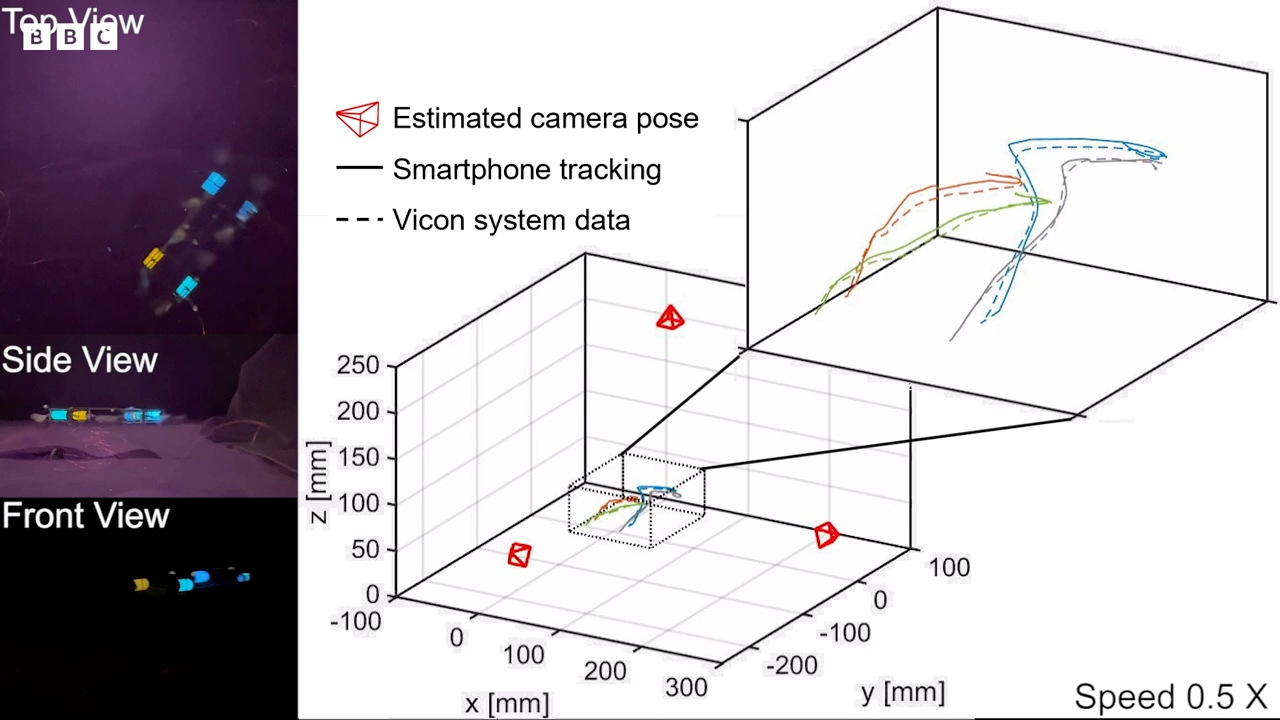 Top View
BBC
Side View
Front View
Estimated camera pose
Smartphone tracking
Vicon system data
250
200
150
100
50
0
z [mm]
-100
0
100
200
300
x [mm]
100
0
-100
-200
y [mm]
Speed 0.5 X